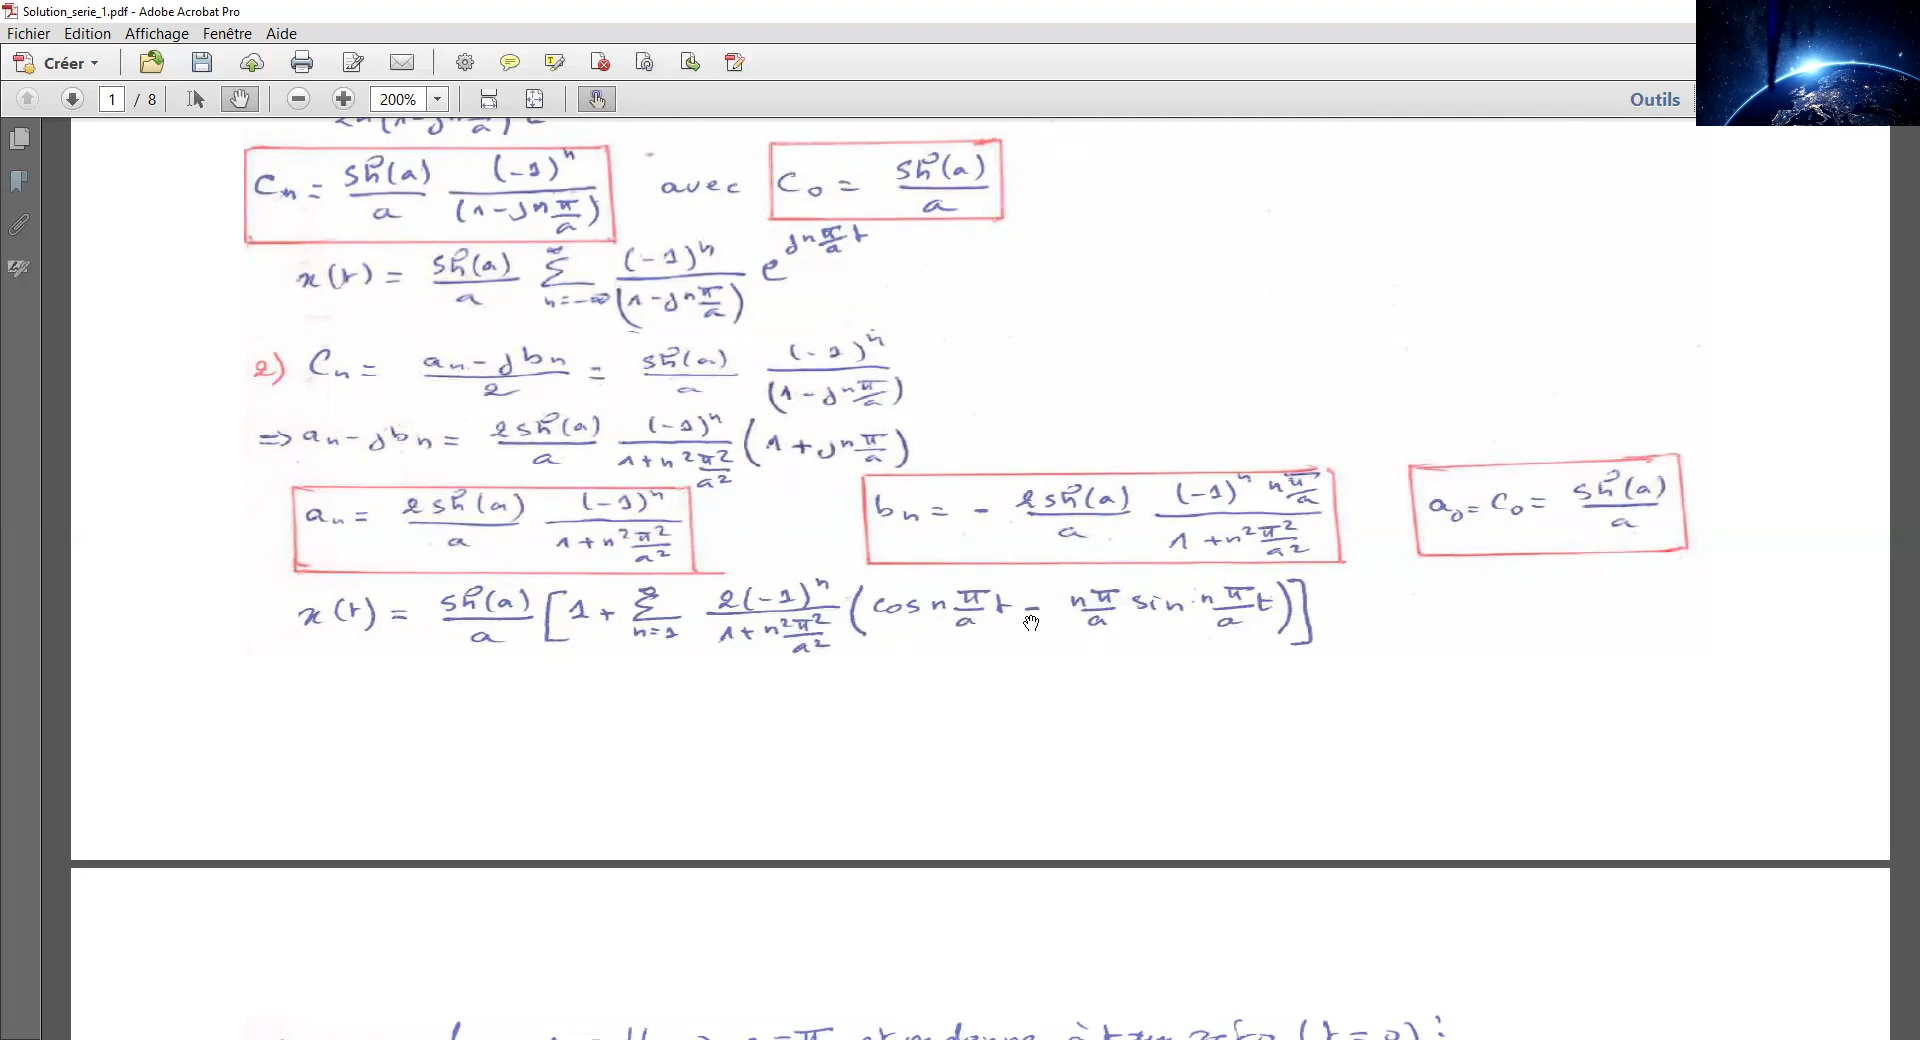 Solution_serie_1.pdf - Adobe Acrobat Pro
Fichier Edition Affichage Fenêtre Aide
Créer
1 / 8 200% Outils
Cn = sh(a)/a (-1)^n/(1-jnπ/a) avec C0 = sh(a)/a
x(t) = sh(a)/a Σ_{n=-∞}^{∞} (-1)^n/(1-jnπ/a) e^{jnπ/a t}
2) Cn = (an-jbn)/2 = sh(a)/a (-1)^n/(1-jnπ/a)
=> an-jbn = 2sh(a)/a (-1)^n/(1+n²π²/a²) (1+jnπ/a)
an = 2sh(a)/a (-1)^n/(1+n²π²/a²) bn = - 2sh(a)/a (-1)^n nπ/a/(1+n²π²/a²) a0 = C0 = sh(a)/a
x(t) = sh(a)/a [1 + Σ_{n=1}^{∞} 2(-1)^n/(1+n²π²/a²) (cos nπ/a t - nπ/a sin nπ/a t)]
(t=0):